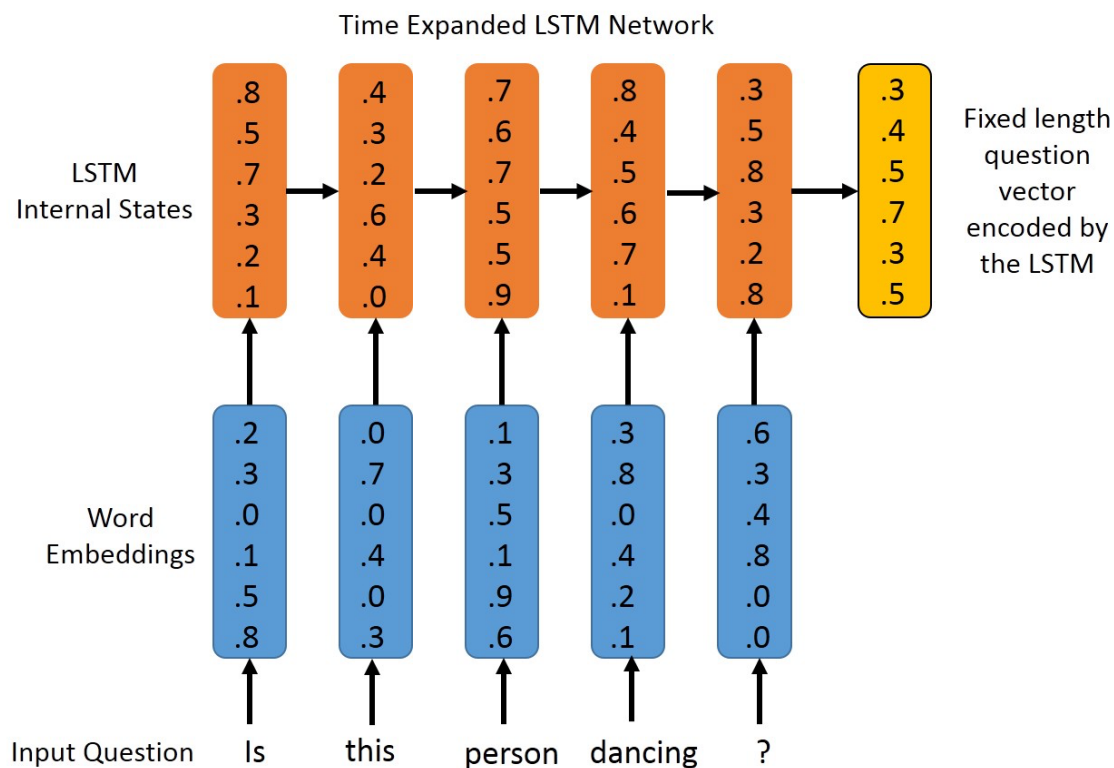 Time Expanded LSTM Network
LSTM
Internal States
.8 .4 .7 .8 .3 .3
.5 .3 .6 .4 .5 .4
.7 .2 .7 .5 .8 .5
.3 .6 .5 .6 .3 .7
.2 .4 .5 .7 .2 .3
.1 .0 .9 .1 .8 .5
Fixed length
question
vector
encoded by
the LSTM
Word
Embeddings
.2 .0 .1 .3 .6
.3 .7 .3 .8 .3
.0 .0 .5 .0 .4
.1 .4 .1 .4 .8
.5 .0 .9 .2 .0
.8 .3 .6 .1 .0
Input Question Is this person dancing ?